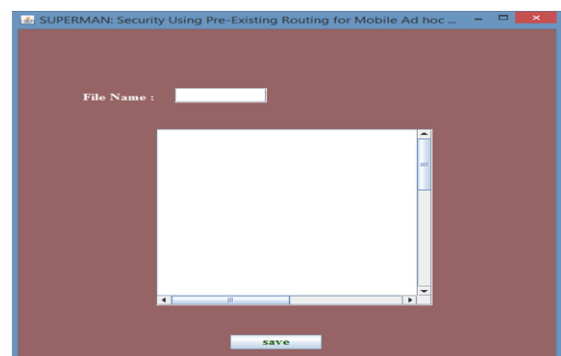 SUPERMAN: Security Using Pre-Existing Routing for Mobile Ad hoc ...
File Name :
save